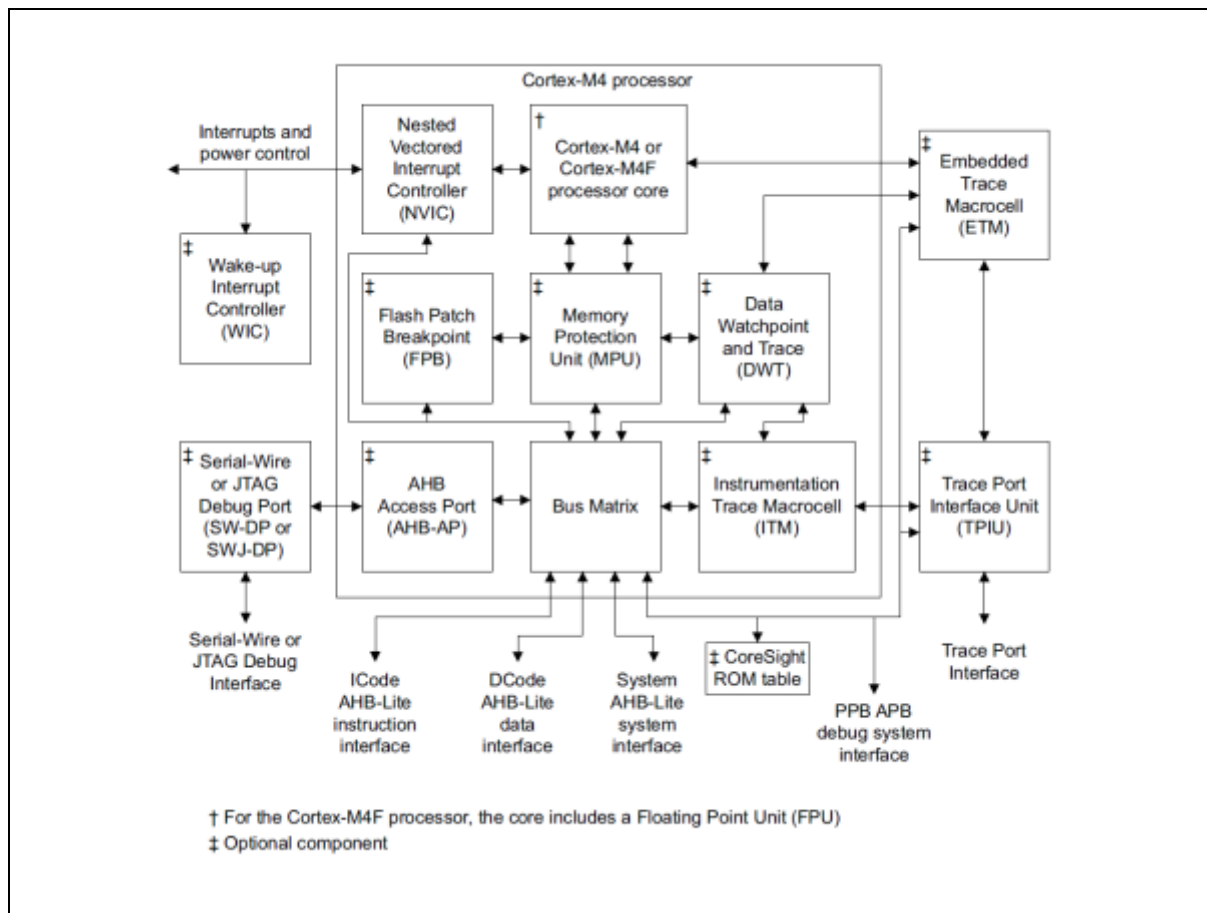 Cortex-M4 processor
Interrupts and
power control
Nested
Vectored
Interrupt
Controller
(NVIC)
†
Cortex-M4 or
Cortex-M4F
processor core
‡
Embedded
Trace
Macrocell
(ETM)
‡
Wake-up
Interrupt
Controller
(WIC)
‡
Flash Patch
Breakpoint
(FPB)
‡
Memory
Protection
Unit (MPU)
‡
Data
Watchpoint
and Trace
(DWT)
‡
Serial-Wire
or JTAG
Debug Port
(SW-DP or
SWJ-DP)
‡
AHB
Access Port
(AHB-AP)
Bus Matrix
‡
Instrumentation
Trace Macrocell
(ITM)
‡
Trace Port
Interface Unit
(TPIU)
Serial-Wire or
JTAG Debug
Interface
ICode
AHB-Lite
instruction
interface
DCode
AHB-Lite
data
interface
System
AHB-Lite
system
interface
‡ CoreSight
ROM table
PPB APB
debug system
interface
Trace Port
Interface
† For the Cortex-M4F processor, the core includes a Floating Point Unit (FPU)
‡ Optional component